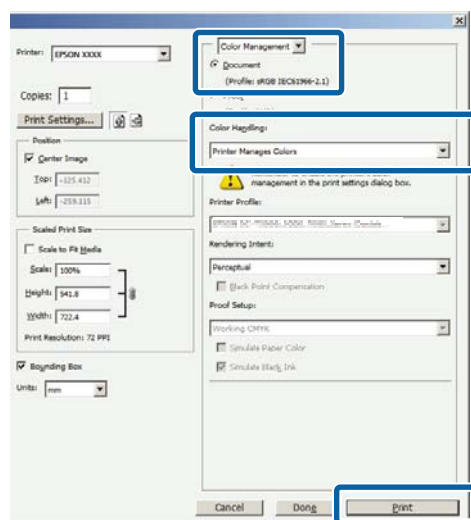 Printer: EPSON XXXX
Copies: 1
Print Settings...
Position
Center Image
Top: -125.412
Left: -259.115
Scaled Print Size
Scale to Fit Media
Scale: 100%
Height: 541.8
Width: 722.4
Print Resolution: 72 PPI
Bounding Box
Units: mm
Color Management
Document
(Profile: sRGB IEC61966-2.1)
Color Handling:
Printer Manages Colors
management in the print settings dialog box.
Printer Profile:
Rendering Intent:
Perceptual
Black Point Compensation
Proof Setup:
Working CMYK
Simulate Paper Color
Simulate Black Ink
Cancel
Done
Print